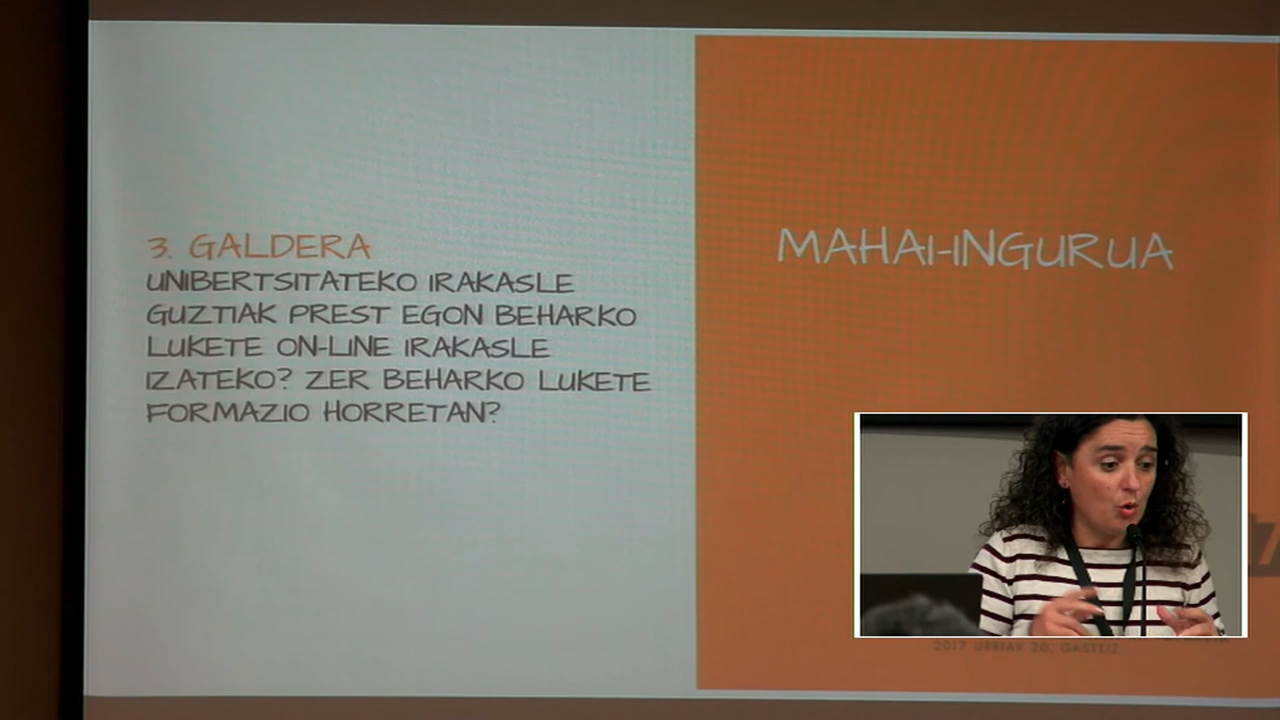 3. GALDERA
UNIBERTSITATEKO IRAKASLE
GUZTIAK PREST EGON BEHARKO
LUKETE ON-LINE IRAKASLE
IZATEKO? ZER BEHARKO LUKETE
FORMAZIO HORRETAN?
MAHAI-INGURUA
2017 URRIAK 20, GASTEIZ